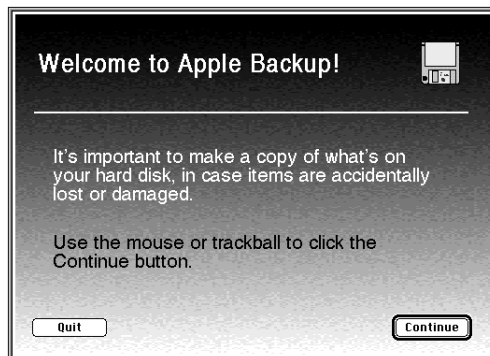 Welcome to Apple Backup!
It's important to make a copy of what's on
your hard disk, in case items are accidentally
lost or damaged.
Use the mouse or trackball to click the
Continue button.
Quit
Continue